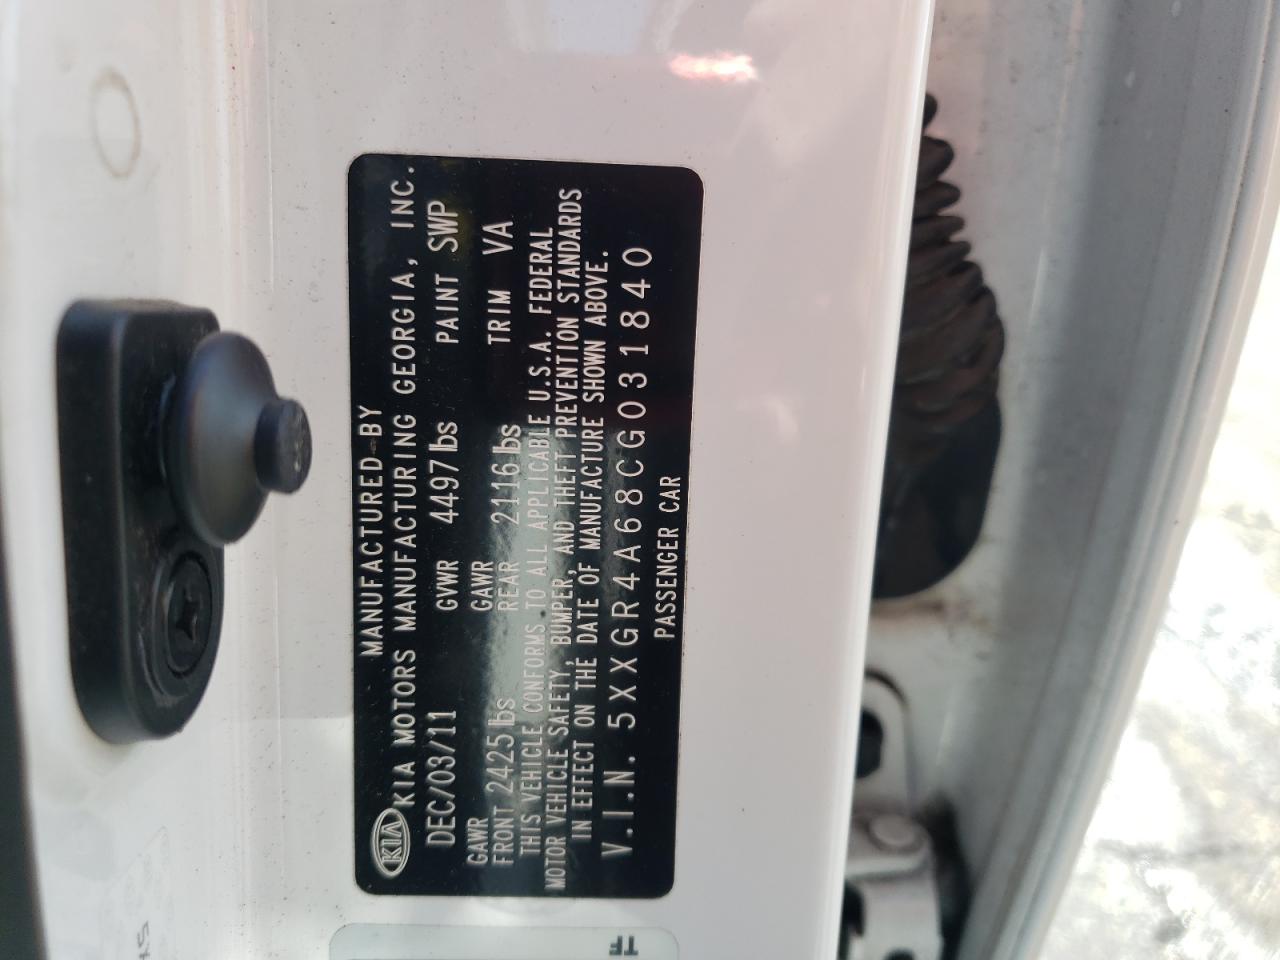 MANUFACTURED BY
KIA KIA MOTORS MANUFACTURING GEORGIA, INC.
DEC/03/11 GVWR 4497 lbs PAINT SWP
GAWR GAWR
FRONT 2425 lbs REAR 2116 lbs TRIM VA
THIS VEHICLE CONFORMS TO ALL APPLICABLE U.S.A. FEDERAL
MOTOR VEHICLE SAFETY, BUMPER, AND THEFT PREVENTION STANDARDS
IN EFFECT ON THE DATE OF MANUFACTURE SHOWN ABOVE.
V.I.N. 5XXGR4A68CG031840
PASSENGER CAR